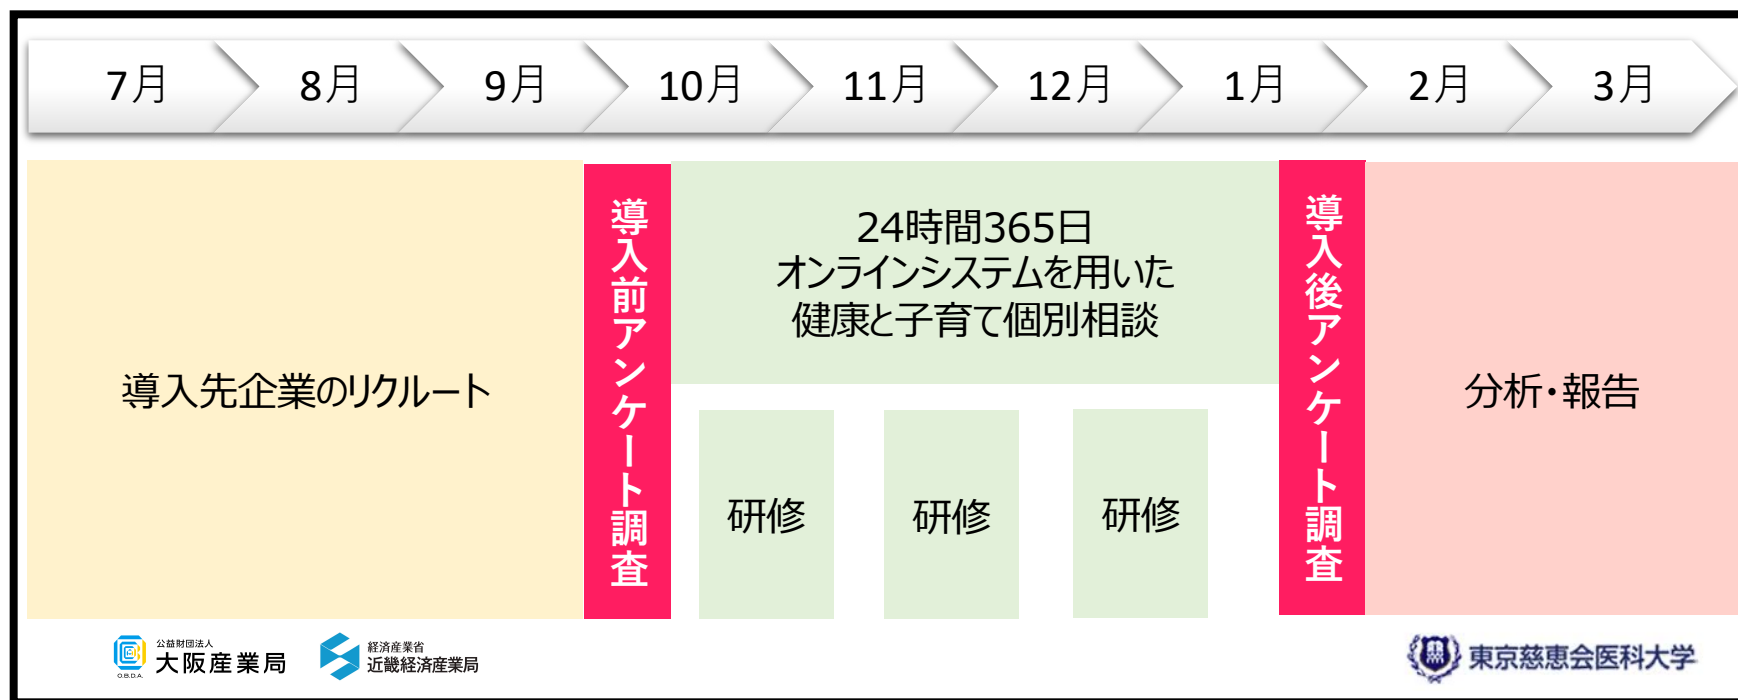 7月 8月 9月 10月 11月 12月 1月 2月 3月
導入先企業のリクルート
導入前アンケート調査
24時間365日
オンラインシステムを用いた
健康と子育て個別相談
研修 研修 研修
導入後アンケート調査
分析・報告
公益財団法人
大阪産業局
O.B.D.A.
経済産業省
近畿経済産業局
東京慈恵会医科大学